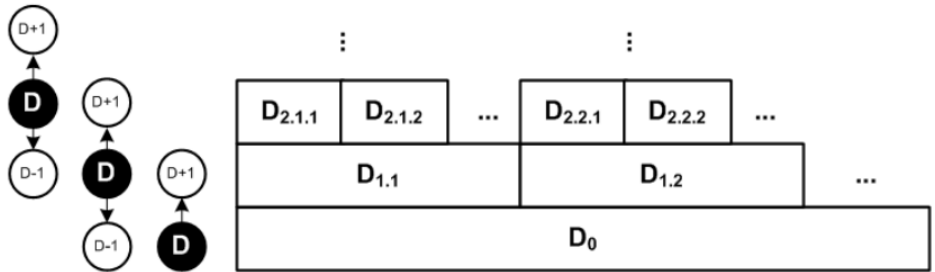 D+1
⋮ ⋮
D D+1 D₂.₁.₁ D₂.₁.₂ ... D₂.₂.₁ D₂.₂.₂ ...
D-1 D D+1 D₁.₁ D₁.₂ ...
D-1 D D₀